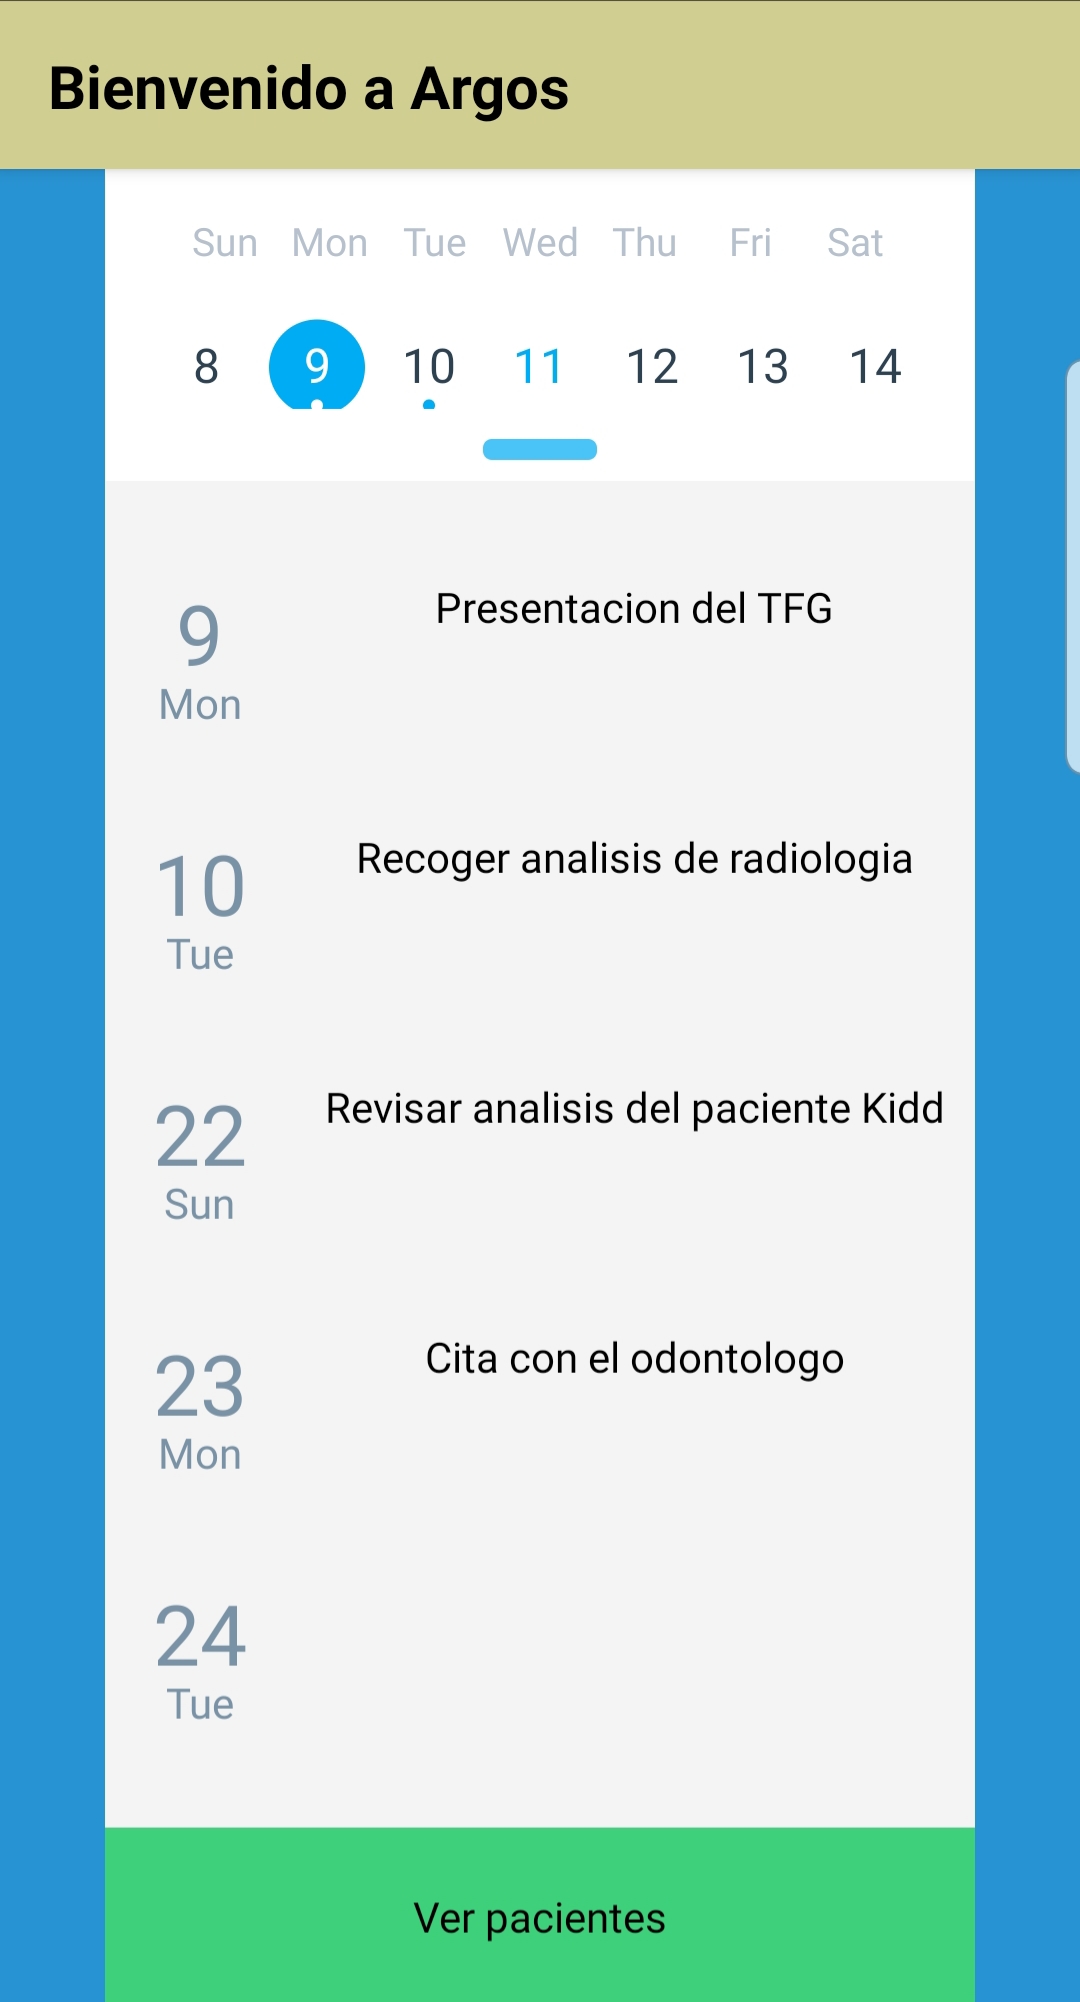 Bienvenido a Argos
Sun Mon Tue Wed Thu Fri Sat
8 9 10 11 12 13 14
9
Mon
Presentacion del TFG
10
Tue
Recoger analisis de radiologia
22
Sun
Revisar analisis del paciente Kidd
23
Mon
Cita con el odontologo
24
Tue
Ver pacientes